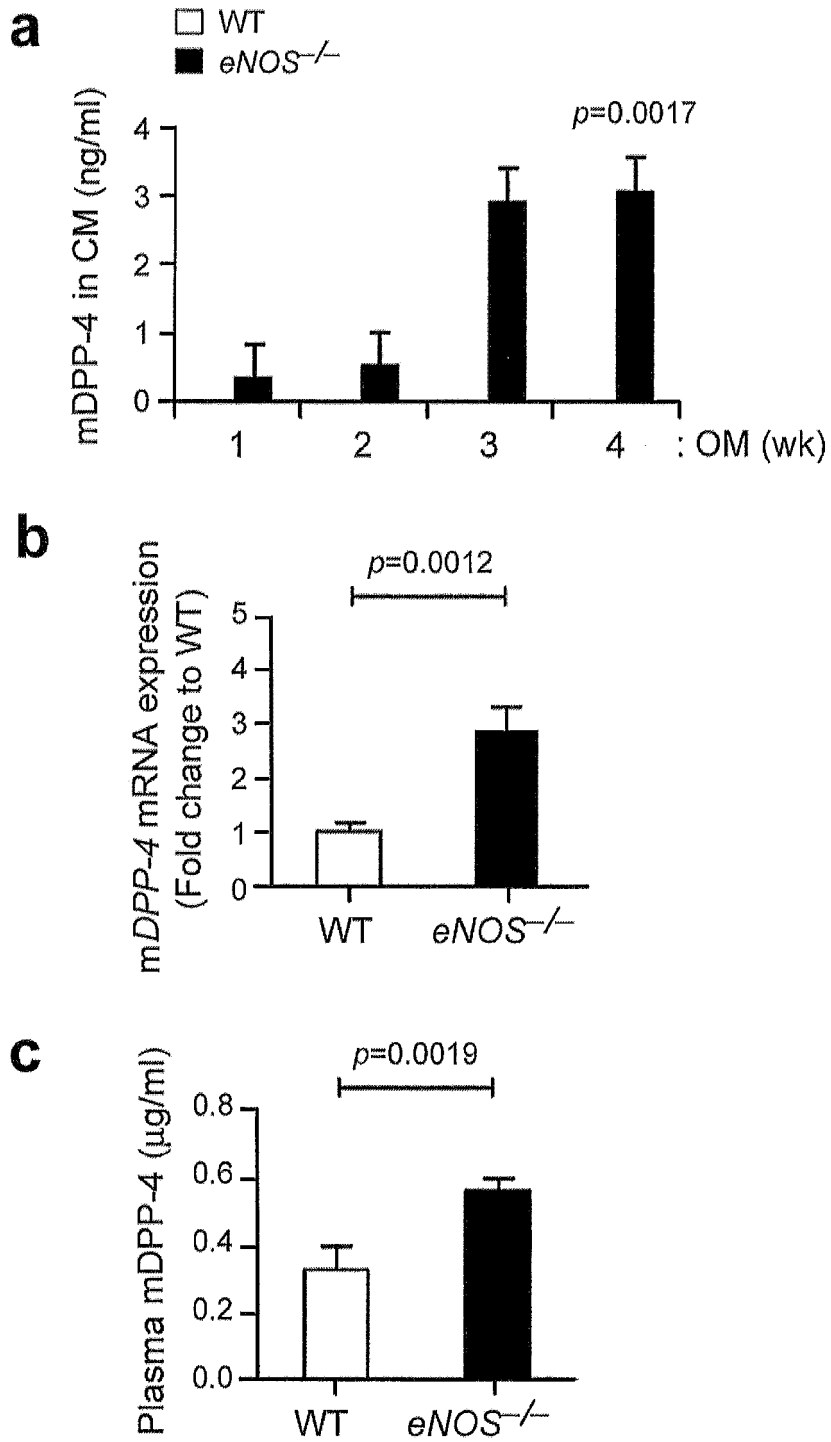 a
WT
eNOS–/–
mDPP-4 in CM (ng/ml)
4
3
2
1
0
p=0.0017
1 2 3 4 : OM (wk)
b
mDPP-4 mRNA expression
(Fold change to WT)
p=0.0012
5
4
3
2
1
0
WT eNOS–/–
c
Plasma mDPP-4 (μg/ml)
p=0.0019
0.8
0.6
0.4
0.2
0.0
WT eNOS–/–